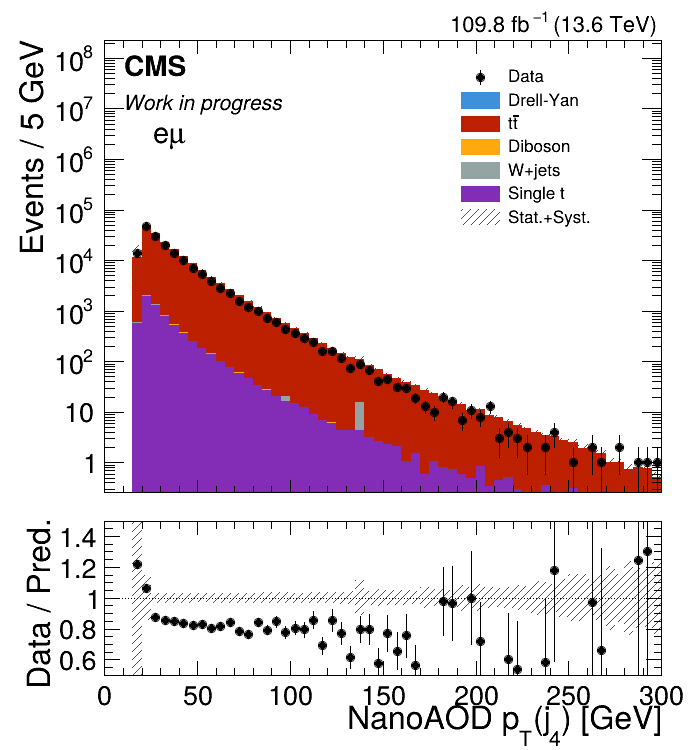 109.8 fb⁻¹ (13.6 TeV)
CMS
Work in progress
eμ
Data
Drell-Yan
tt̅
Diboson
W+jets
Single t
Stat.+Syst.
Events / 5 GeV
10⁸
10⁷
10⁶
10⁵
10⁴
10³
10²
10
1
Data / Pred.
1.4
1.2
1.0
0.8
0.6
0 50 100 150 200 250 300
NanoAOD p_T(j_4) [GeV]